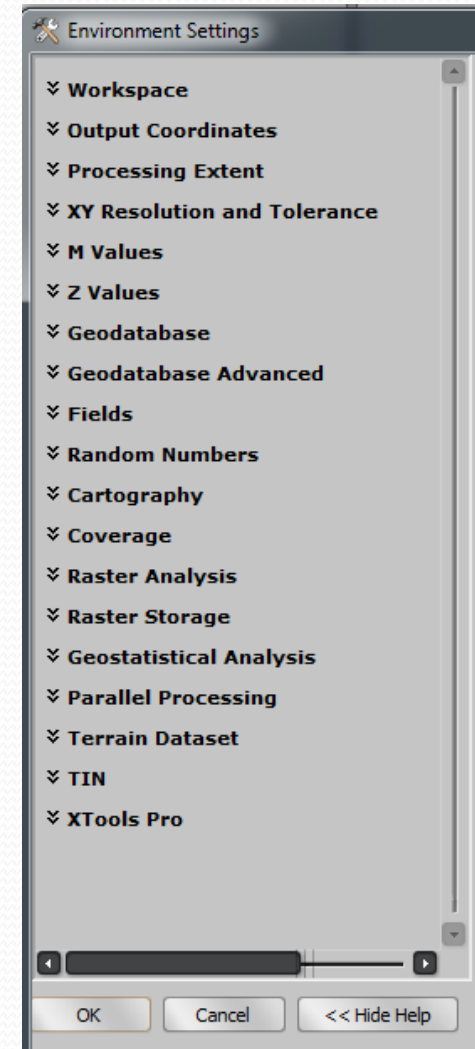 Environment Settings
Workspace
Output Coordinates
Processing Extent
XY Resolution and Tolerance
M Values
Z Values
Geodatabase
Geodatabase Advanced
Fields
Random Numbers
Cartography
Coverage
Raster Analysis
Raster Storage
Geostatistical Analysis
Parallel Processing
Terrain Dataset
TIN
XTools Pro
OK Cancel << Hide Help